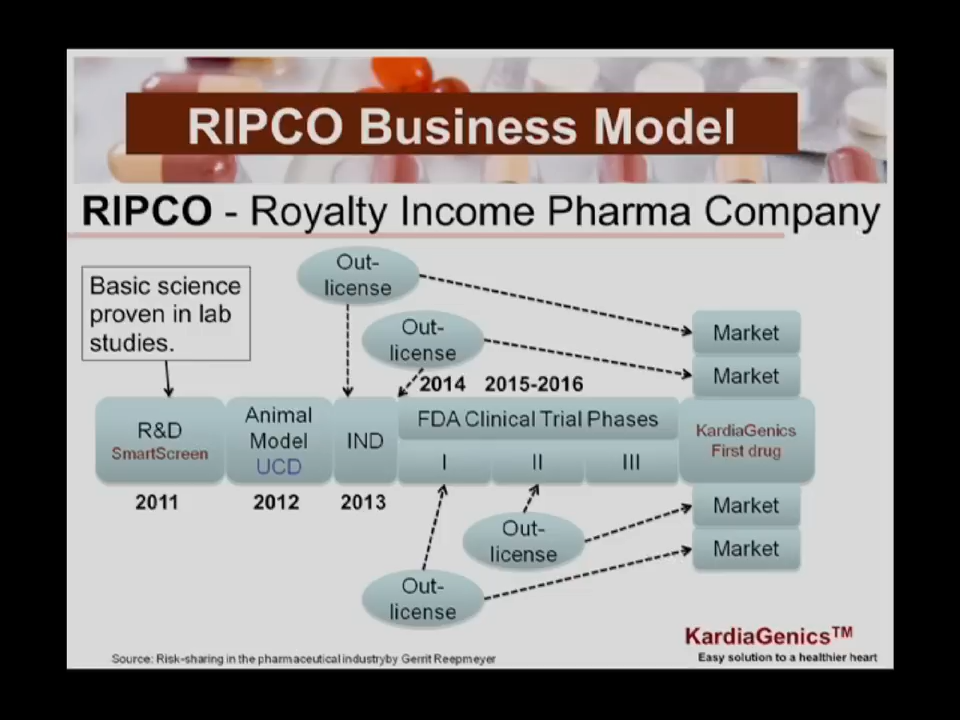 RIPCO Business Model
RIPCO - Royalty Income Pharma Company
Basic science
proven in lab
studies.
Out-
license
Out-
license
Market
Market
2014 2015-2016
R&D
SmartScreen
Animal
Model
UCD
IND
FDA Clinical Trial Phases
I II III
KardiaGenics
First drug
2011 2012 2013
Market
Market
Out-
license
Out-
license
KardiaGenics™
Easy solution to a healthier heart
Source: Risk-sharing in the pharmaceutical industryby Gerrit Reepmeyer